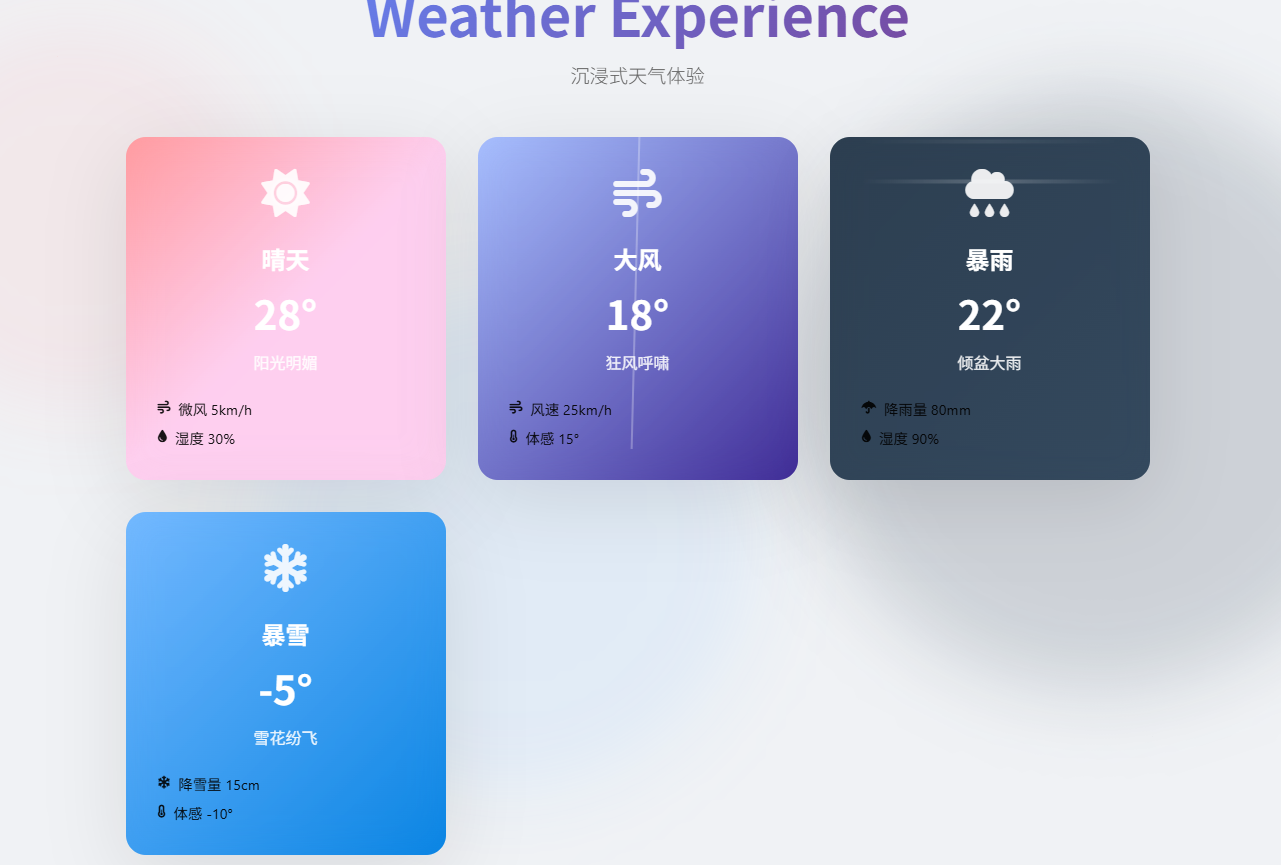 Weather Experience
沉浸式天气体验
晴天
28°
阳光明媚
微风 5km/h
湿度 30%
大风
18°
狂风呼啸
风速 25km/h
体感 15°
暴雨
22°
倾盆大雨
降雨量 80mm
湿度 90%
暴雪
-5°
雪花纷飞
降雪量 15cm
体感 -10°